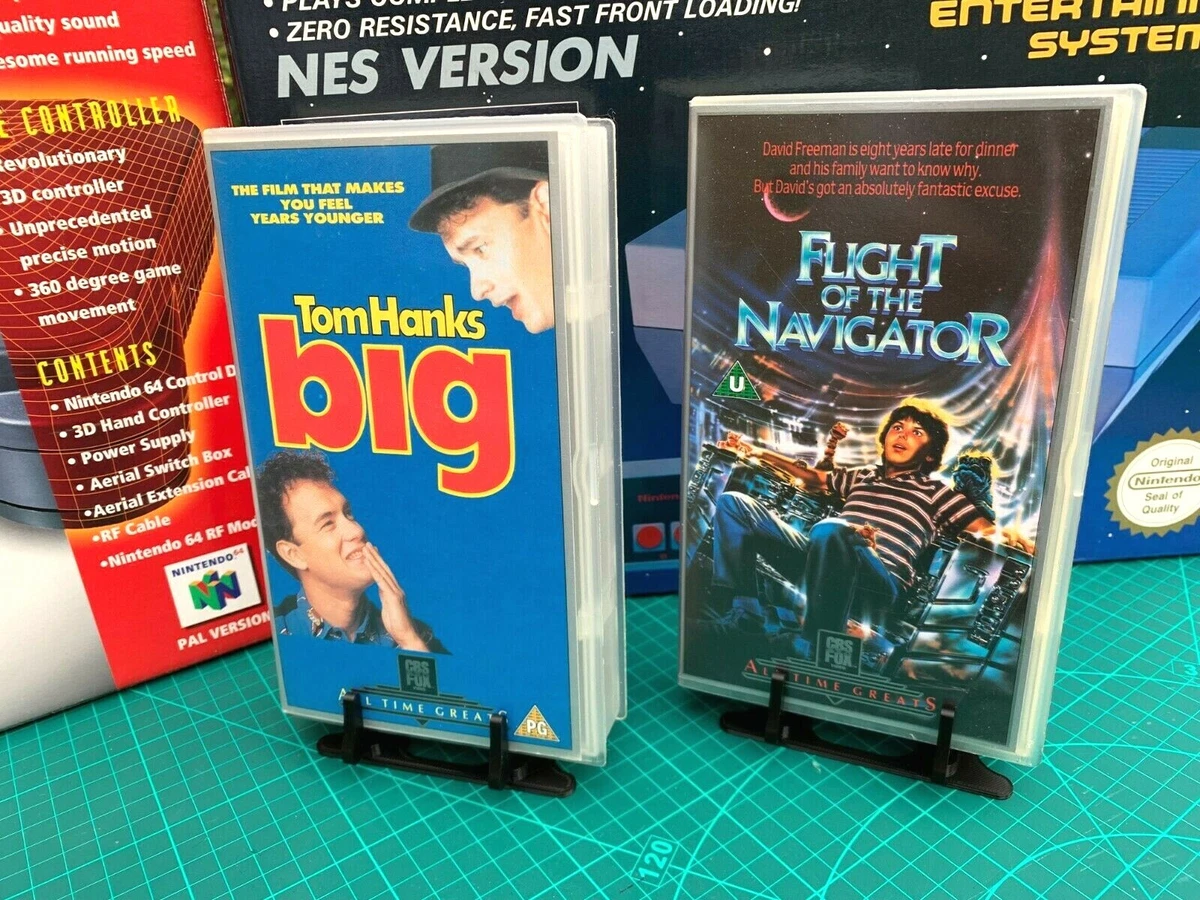 uality sound
esome running speed
E CONTROLLER
Revolutionary
3D controller
• Unprecedented
precise motion
• 360 degree game
movement
CONTENTS
• Nintendo 64 Control D
• 3D Hand Controller
• Power Supply
• Aerial Switch Box
•Aerial Extension Cal
•RF Cable
•Nintendo 64 RF Mod
NINTENDO64
PAL VERSION
• ZERO RESISTANCE, FAST FRONT LOADING!
NES VERSION
ENTERTAIN
SYSTEM
THE FILM THAT MAKES
YOU FEEL
YEARS YOUNGER
Tom Hanks
big
CBS
FOX
ALL TIME GREATS
PG
David Freeman is eight years late for dinner
and his family want to know why.
But David's got an absolutely fantastic excuse.
FLIGHT
OF THE
NAVIGATOR
U
CBS
FOX
ALL TIME GREATS
Nintend
Original
Nintendo
Seal of
Quality
120